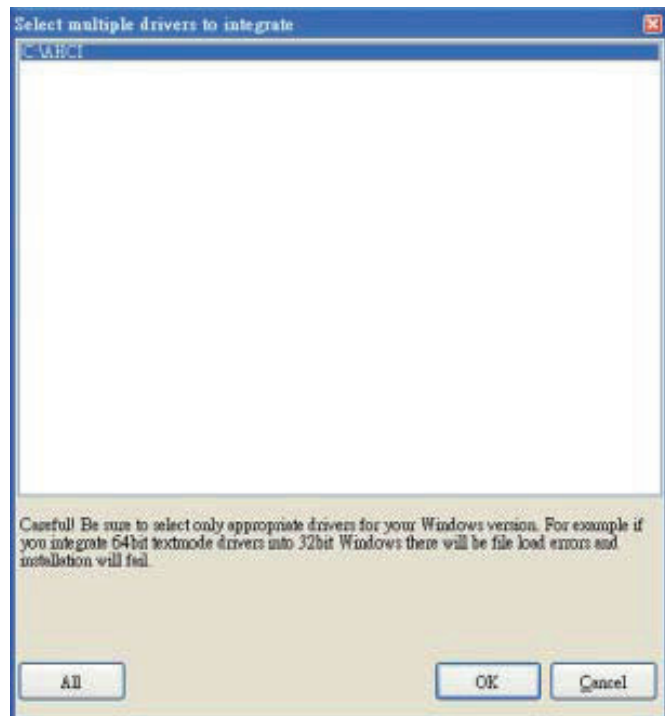 Select multiple drivers to integrate
C:\AHCI
Careful! Be sure to select only appropriate drivers for your Windows version. For example if
you integrate 64bit textmode drivers into 32bit Windows there will be file load errors and
installation will fail.
All
OK
Cancel